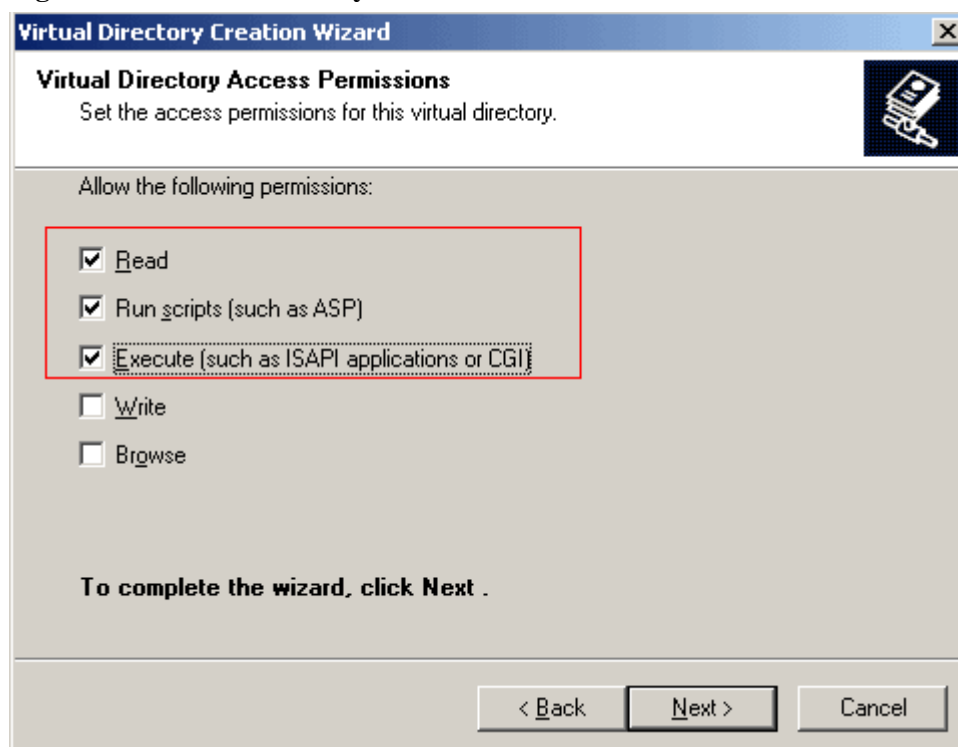 Virtual Directory Creation Wizard
Virtual Directory Access Permissions
Set the access permissions for this virtual directory.
Allow the following permissions:
Read
Run scripts (such as ASP)
Execute (such as ISAPI applications or CGI)
Write
Browse
To complete the wizard, click Next .
< Back Next > Cancel